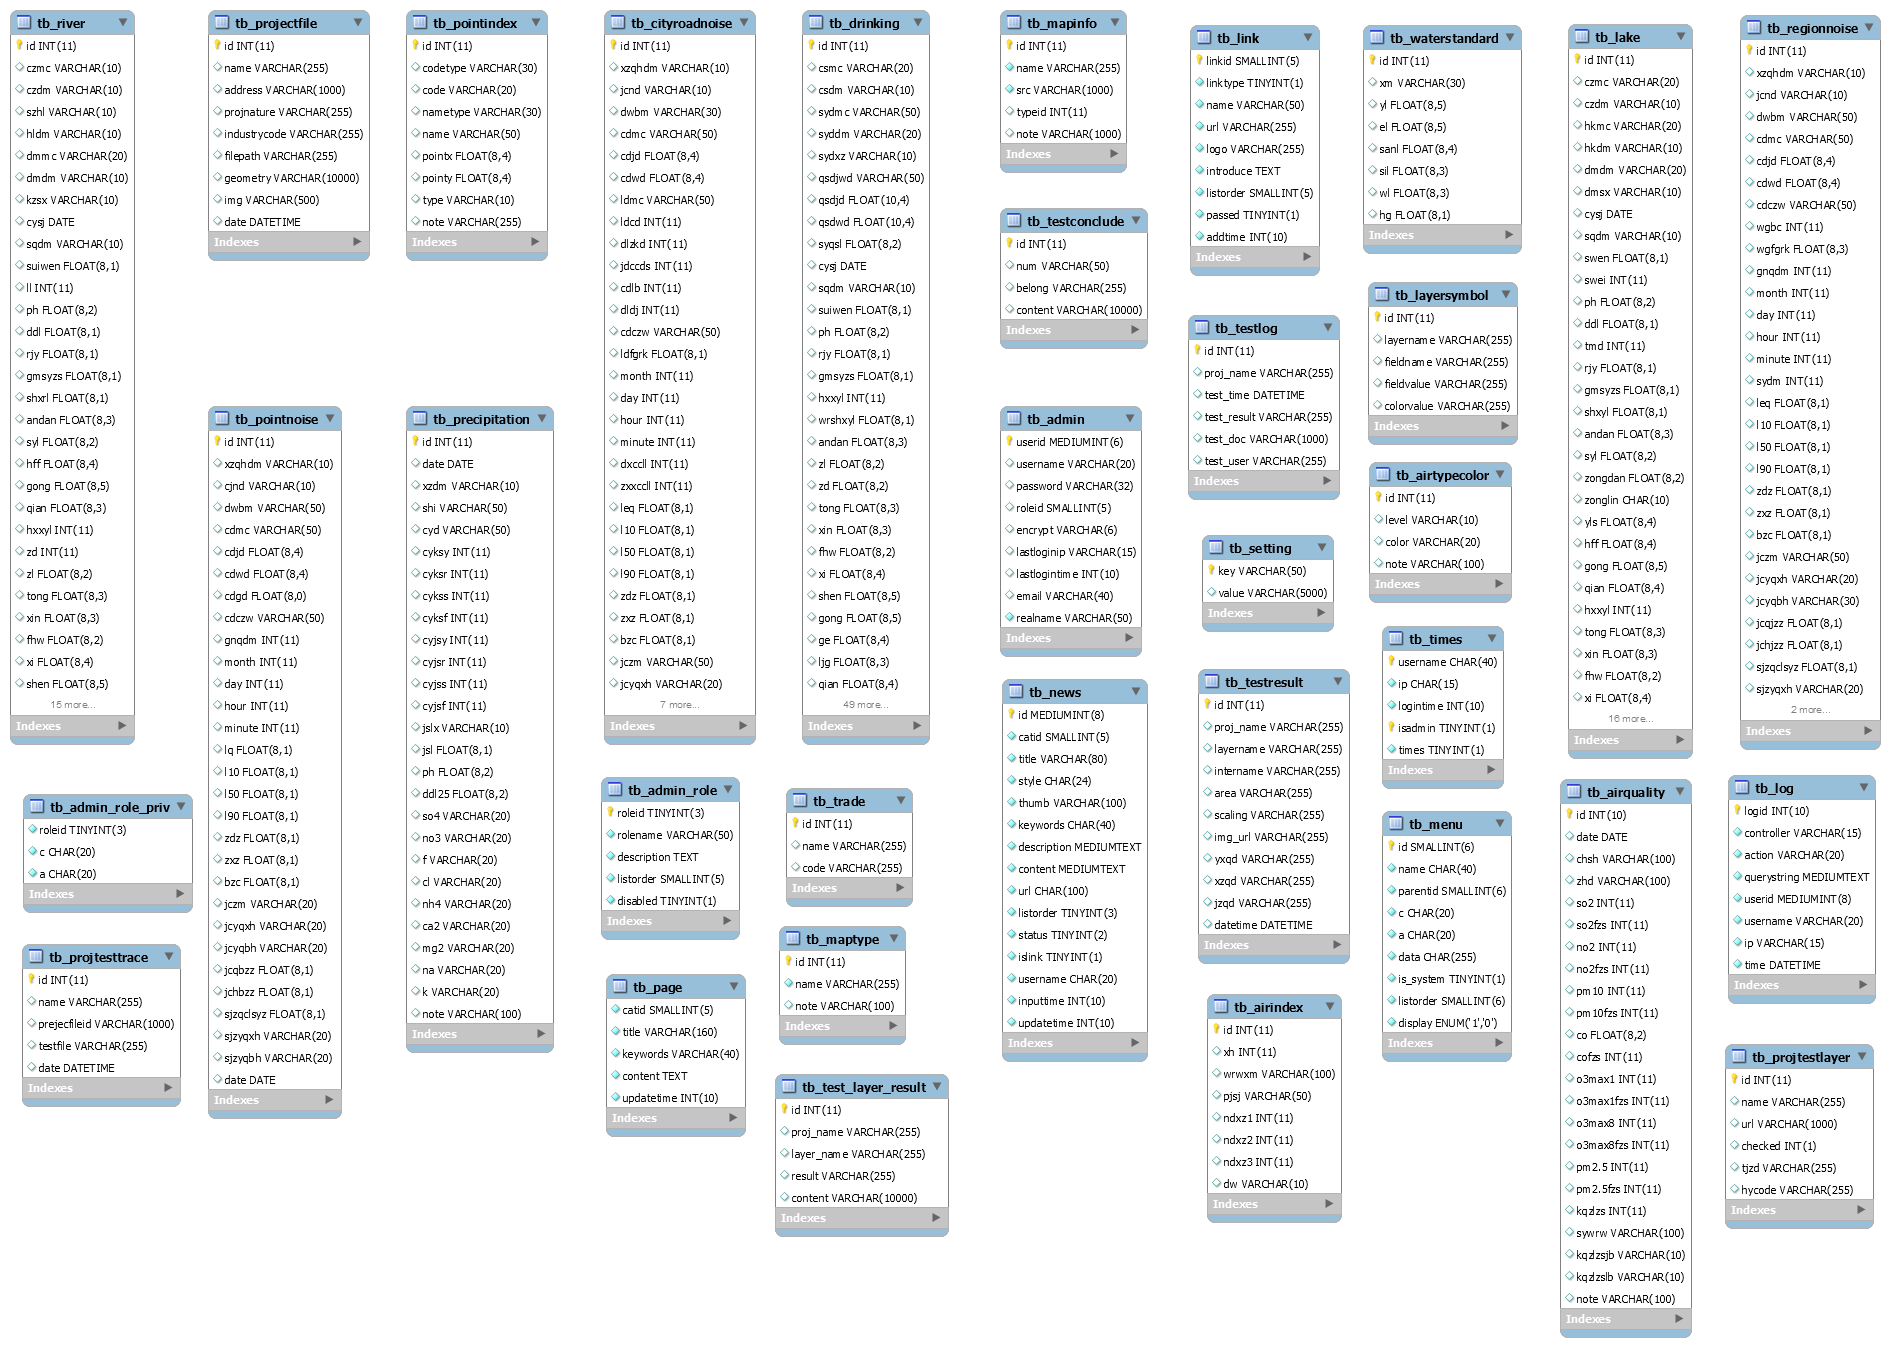 tb_river
id INT(11)
czmc VARCHAR(10)
czdm VARCHAR(10)
szhl VARCHAR(10)
hldm VARCHAR(10)
dmmc VARCHAR(20)
dmdm VARCHAR(10)
kzsx VARCHAR(10)
cysj DATE
sqdm VARCHAR(10)
suiwen FLOAT(8,1)
ll INT(11)
ph FLOAT(8,2)
ddl FLOAT(8,1)
rjy FLOAT(8,1)
gmsyzs FLOAT(8,1)
shxrl FLOAT(8,1)
andan FLOAT(8,3)
syl FLOAT(8,2)
hff FLOAT(8,4)
gong FLOAT(8,5)
qian FLOAT(8,3)
hxxyl INT(11)
zd INT(11)
zl FLOAT(8,2)
tong FLOAT(8,3)
xin FLOAT(8,3)
fhw FLOAT(8,2)
xi FLOAT(8,4)
shen FLOAT(8,5)
15 more...
Indexes
tb_admin_role_priv
roleid TINYINT(3)
c CHAR(20)
a CHAR(20)
Indexes
tb_projtesttrace
id INT(11)
name VARCHAR(255)
prejecfileid VARCHAR(1000)
testfile VARCHAR(255)
date DATETIME
Indexes
tb_projectfile
id INT(11)
name VARCHAR(255)
address VARCHAR(1000)
projnature VARCHAR(255)
industrycode VARCHAR(255)
filepath VARCHAR(255)
geometry VARCHAR(10000)
img VARCHAR(500)
date DATETIME
Indexes
tb_pointnoise
id INT(11)
xzqhdm VARCHAR(10)
cjnd VARCHAR(10)
dwbm VARCHAR(50)
cdmc VARCHAR(50)
cdjd FLOAT(8,4)
cdwd FLOAT(8,4)
cdgd FLOAT(8,0)
cdczw VARCHAR(50)
gnqdm INT(11)
month INT(11)
day INT(11)
hour INT(11)
minute INT(11)
lq FLOAT(8,1)
l10 FLOAT(8,1)
l50 FLOAT(8,1)
l90 FLOAT(8,1)
zdz FLOAT(8,1)
zxz FLOAT(8,1)
bzc FLOAT(8,1)
jczm VARCHAR(20)
jcyqxh VARCHAR(20)
jcyqbh VARCHAR(20)
jcqbzz FLOAT(8,1)
jchbzz FLOAT(8,1)
sjzqclsyz FLOAT(8,1)
sjzyqxh VARCHAR(20)
sjzyqbh VARCHAR(20)
date DATE
Indexes
tb_pointindex
id INT(11)
codetype VARCHAR(30)
code VARCHAR(20)
nametype VARCHAR(30)
name VARCHAR(50)
pointx FLOAT(8,4)
pointy FLOAT(8,4)
type VARCHAR(10)
note VARCHAR(255)
Indexes
tb_precipitation
id INT(11)
date DATE
xzdm VARCHAR(10)
shi VARCHAR(50)
cyd VARCHAR(50)
cyksy INT(11)
cyksr INT(11)
cykss INT(11)
cyksf INT(11)
cyjsy INT(11)
cyjsr INT(11)
cyjss INT(11)
cyjsf INT(11)
jslx VARCHAR(10)
jsl FLOAT(8,1)
ph FLOAT(8,2)
ddl25 FLOAT(8,2)
so4 VARCHAR(20)
no3 VARCHAR(20)
f VARCHAR(20)
cl VARCHAR(20)
nh4 VARCHAR(20)
ca2 VARCHAR(20)
mg2 VARCHAR(20)
na VARCHAR(20)
k VARCHAR(20)
note VARCHAR(100)
Indexes
tb_cityroadnoise
id INT(11)
xzqhdm VARCHAR(10)
jcnd VARCHAR(10)
dwbm VARCHAR(30)
cdmc VARCHAR(50)
cdjd FLOAT(8,4)
cdwd FLOAT(8,4)
ldmc VARCHAR(50)
ldcd INT(11)
dlzkd INT(11)
jdccds INT(11)
cdlb INT(11)
dldj INT(11)
cdczw VARCHAR(50)
ldfgrk FLOAT(8,1)
month INT(11)
day INT(11)
hour INT(11)
minute INT(11)
dxccll INT(11)
zxxccll INT(11)
leq FLOAT(8,1)
l10 FLOAT(8,1)
l50 FLOAT(8,1)
l90 FLOAT(8,1)
zdz FLOAT(8,1)
zxz FLOAT(8,1)
bzc FLOAT(8,1)
jczm VARCHAR(50)
jcyqxh VARCHAR(20)
7 more...
Indexes
tb_admin_role
roleid TINYINT(3)
rolename VARCHAR(50)
description TEXT
listorder SMALLINT(5)
disabled TINYINT(1)
Indexes
tb_page
catid SMALLINT(5)
title VARCHAR(160)
keywords VARCHAR(40)
content TEXT
updatetime INT(10)
Indexes
tb_drinking
id INT(11)
csmc VARCHAR(20)
csdm VARCHAR(10)
sydmc VARCHAR(50)
syddm VARCHAR(20)
sydxz VARCHAR(10)
qsdjwd VARCHAR(50)
qsdjd FLOAT(10,4)
qsdwd FLOAT(10,4)
syqsl FLOAT(8,2)
cysj DATE
sqdm VARCHAR(10)
suiwen FLOAT(8,1)
ph FLOAT(8,2)
rjy FLOAT(8,1)
gmsyzs FLOAT(8,1)
hxxyl INT(11)
wrshxyl FLOAT(8,1)
andan FLOAT(8,3)
zl FLOAT(8,2)
zd FLOAT(8,2)
tong FLOAT(8,3)
xin FLOAT(8,3)
fhw FLOAT(8,2)
xi FLOAT(8,4)
shen FLOAT(8,5)
gong FLOAT(8,5)
ge FLOAT(8,4)
ljg FLOAT(8,3)
qian FLOAT(8,4)
49 more...
Indexes
tb_trade
id INT(11)
name VARCHAR(255)
code VARCHAR(255)
Indexes
tb_maptype
id INT(11)
name VARCHAR(255)
note VARCHAR(100)
Indexes
tb_test_layer_result
id INT(11)
proj_name VARCHAR(255)
layer_name VARCHAR(255)
result VARCHAR(255)
content VARCHAR(10000)
Indexes
tb_mapinfo
id INT(11)
name VARCHAR(255)
src VARCHAR(1000)
typeid INT(11)
note VARCHAR(1000)
Indexes
tb_testconclude
id INT(11)
num VARCHAR(50)
belong VARCHAR(255)
content VARCHAR(10000)
Indexes
tb_admin
userid MEDIUMINT(6)
username VARCHAR(20)
password VARCHAR(32)
roleid SMALLINT(5)
encrypt VARCHAR(6)
lastloginip VARCHAR(15)
lastlogintime INT(10)
email VARCHAR(40)
realname VARCHAR(50)
Indexes
tb_news
id MEDIUMINT(8)
catid SMALLINT(5)
title VARCHAR(80)
style CHAR(24)
thumb VARCHAR(100)
keywords CHAR(40)
description MEDIUMTEXT
content MEDIUMTEXT
url CHAR(100)
listorder TINYINT(3)
status TINYINT(2)
islink TINYINT(1)
username CHAR(20)
inputtime INT(10)
updatetime INT(10)
Indexes
tb_link
linkid SMALLINT(5)
linktype TINYINT(1)
name VARCHAR(50)
url VARCHAR(255)
logo VARCHAR(255)
introduce TEXT
listorder SMALLINT(5)
passed TINYINT(1)
addtime INT(10)
Indexes
tb_testlog
id INT(11)
proj_name VARCHAR(255)
test_time DATETIME
test_result VARCHAR(255)
test_doc VARCHAR(1000)
test_user VARCHAR(255)
Indexes
tb_setting
key VARCHAR(50)
value VARCHAR(5000)
Indexes
tb_testresult
id INT(11)
proj_name VARCHAR(255)
layername VARCHAR(255)
intername VARCHAR(255)
area VARCHAR(255)
scaling VARCHAR(255)
img_url VARCHAR(255)
yxqd VARCHAR(255)
xzqd VARCHAR(255)
jzqd VARCHAR(255)
datetime DATETIME
Indexes
tb_airindex
id INT(11)
xh INT(11)
wrwxm VARCHAR(100)
pjsj VARCHAR(50)
ndxz1 INT(11)
ndxz2 INT(11)
ndxz3 INT(11)
dw VARCHAR(10)
Indexes
tb_waterstandard
id INT(11)
xm VARCHAR(30)
yl FLOAT(8,5)
el FLOAT(8,5)
sanl FLOAT(8,4)
sil FLOAT(8,3)
wl FLOAT(8,3)
hg FLOAT(8,1)
Indexes
tb_layersymbol
id INT(11)
layername VARCHAR(255)
fieldname VARCHAR(255)
fieldvalue VARCHAR(255)
colorvalue VARCHAR(255)
Indexes
tb_airtypecolor
id INT(11)
level VARCHAR(10)
color VARCHAR(20)
note VARCHAR(100)
Indexes
tb_times
username CHAR(40)
ip CHAR(15)
logintime INT(10)
isadmin TINYINT(1)
times TINYINT(1)
Indexes
tb_menu
id SMALLINT(6)
name CHAR(40)
parentid SMALLINT(6)
c CHAR(20)
a CHAR(20)
data CHAR(255)
is_system TINYINT(1)
listorder SMALLINT(6)
display ENUM('1','0')
Indexes
tb_lake
id INT(11)
czmc VARCHAR(20)
czdm VARCHAR(10)
hkmc VARCHAR(20)
hkdm VARCHAR(10)
dmdm VARCHAR(20)
dmsx VARCHAR(10)
cysj DATE
sqdm VARCHAR(10)
swen FLOAT(8,1)
swei INT(11)
ph FLOAT(8,2)
ddl FLOAT(8,1)
tmd INT(11)
rjy FLOAT(8,1)
gmsyzs FLOAT(8,1)
shxyl FLOAT(8,1)
andan FLOAT(8,3)
syl FLOAT(8,2)
zongdan FLOAT(8,2)
zonglin CHAR(10)
yls FLOAT(8,4)
hff FLOAT(8,4)
gong FLOAT(8,5)
qian FLOAT(8,4)
hxxyl INT(11)
tong FLOAT(8,3)
xin FLOAT(8,3)
fhw FLOAT(8,2)
xi FLOAT(8,4)
16 more...
Indexes
tb_airquality
id INT(10)
date DATE
chsh VARCHAR(100)
zhd VARCHAR(100)
so2 INT(11)
so2fzs INT(11)
no2 INT(11)
no2fzs INT(11)
pm10 INT(11)
pm10fzs INT(11)
co FLOAT(8,2)
cofzs INT(11)
o3max1 INT(11)
o3max1fzs INT(11)
o3max8 INT(11)
o3max8fzs INT(11)
pm2.5 INT(11)
pm2.5fzs INT(11)
kqzlzs INT(11)
sywrw VARCHAR(100)
kqzlzsjb VARCHAR(10)
kqzlzslb VARCHAR(10)
note VARCHAR(100)
Indexes
tb_regionnoise
id INT(11)
xzqhdm VARCHAR(10)
jcnd VARCHAR(10)
dwbm VARCHAR(50)
cdmc VARCHAR(50)
cdjd FLOAT(8,4)
cdwd FLOAT(8,4)
cdczw VARCHAR(50)
wgbc INT(11)
wgfgrk FLOAT(8,3)
gnqdm INT(11)
month INT(11)
day INT(11)
hour INT(11)
minute INT(11)
sydm INT(11)
leq FLOAT(8,1)
l10 FLOAT(8,1)
l50 FLOAT(8,1)
l90 FLOAT(8,1)
zdz FLOAT(8,1)
zxz FLOAT(8,1)
bzc FLOAT(8,1)
jczm VARCHAR(50)
jcyqxh VARCHAR(20)
jcyqbh VARCHAR(30)
jcqjzz FLOAT(8,1)
jchjzz FLOAT(8,1)
sjzqclsyz FLOAT(8,1)
sjzyqxh VARCHAR(20)
2 more...
Indexes
tb_log
logid INT(10)
controller VARCHAR(15)
action VARCHAR(20)
querystring MEDIUMTEXT
userid MEDIUMINT(8)
username VARCHAR(20)
ip VARCHAR(15)
time DATETIME
Indexes
tb_projtestlayer
id INT(11)
name VARCHAR(255)
url VARCHAR(1000)
checked INT(1)
tjzd VARCHAR(255)
hycode VARCHAR(255)
Indexes